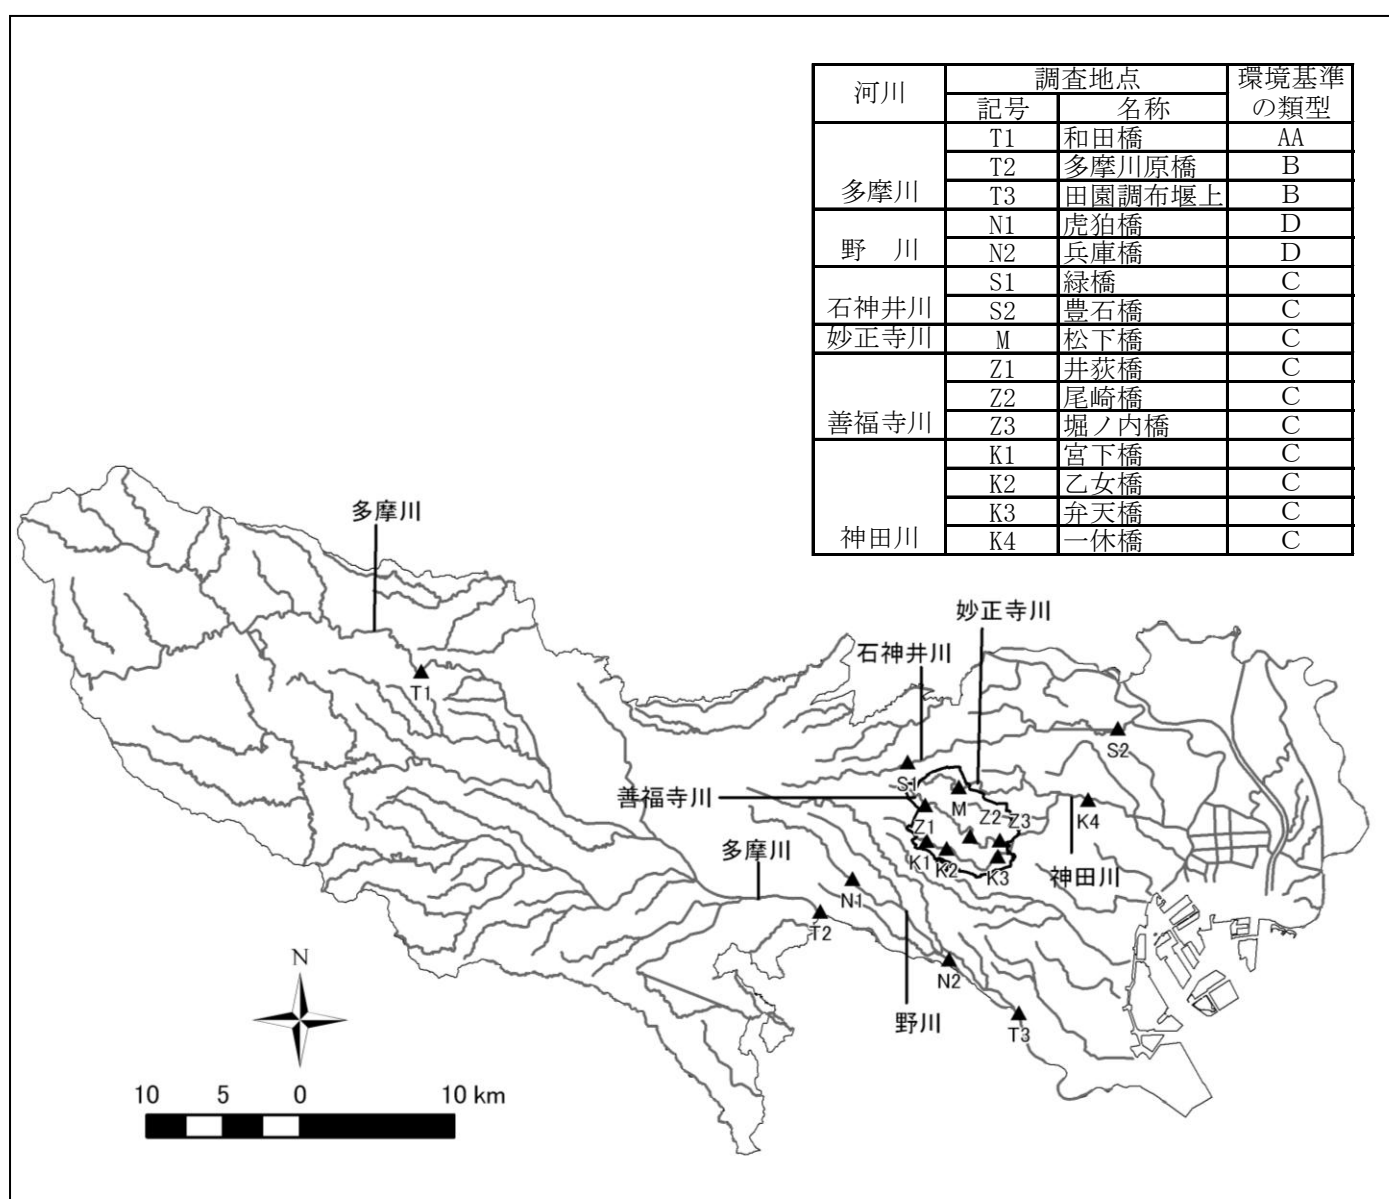 河川 調査地点 環境基準の類型
記号 名称
多摩川 T1 和田橋 AA
T2 多摩川原橋 B
T3 田園調布堰上 B
野 川 N1 虎狛橋 D
N2 兵庫橋 D
石神井川 S1 緑橋 C
S2 豊石橋 C
妙正寺川 M 松下橋 C
善福寺川 Z1 井荻橋 C
Z2 尾崎橋 C
Z3 堀ノ内橋 C
神田川 K1 宮下橋 C
K2 乙女橋 C
K3 弁天橋 C
K4 一休橋 C
多摩川
T1
妙正寺川
石神井川
S2
S1
善福寺川
M
Z2
Z3
K4
Z1
多摩川
K1
K2
K3
神田川
N1
T2
N2
野川
T3
N
10 5 0 10 km